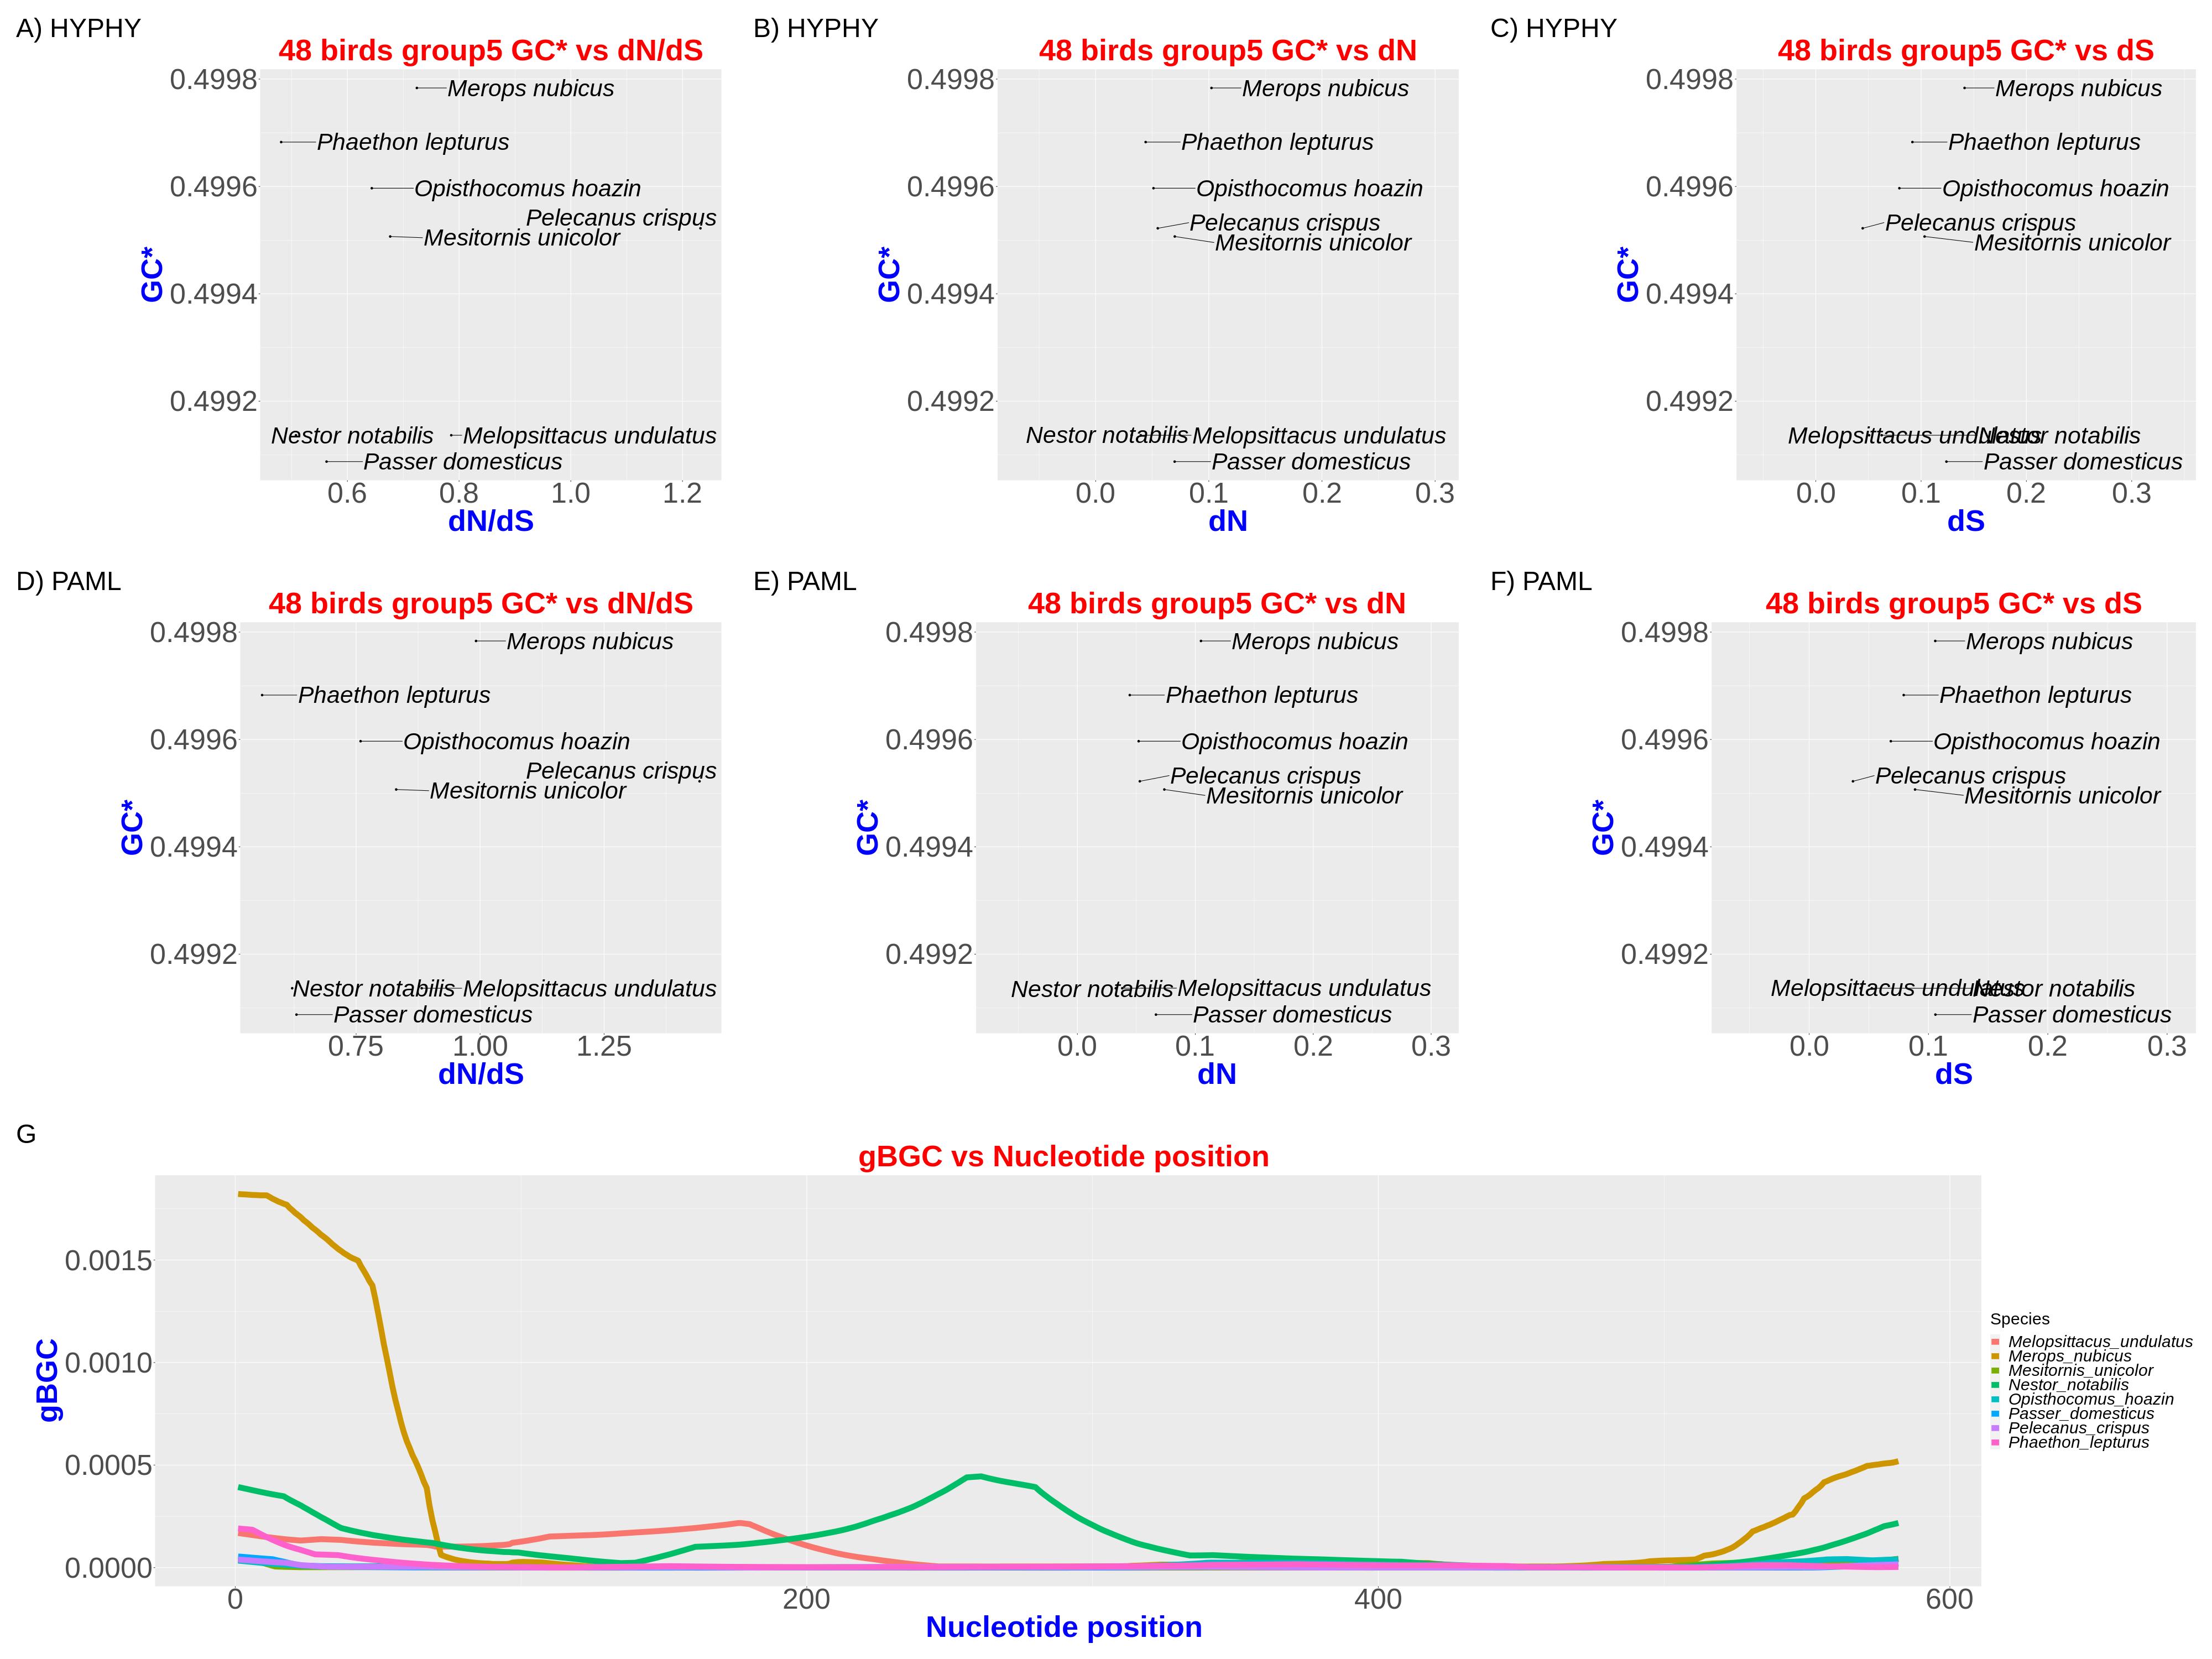 A) HYPHY
48 birds group5 GC* vs dN/dS
0.4998
0.4996
0.4994
0.4992
GC*
Merops nubicus
Phaethon lepturus
Opisthocomus hoazin
Pelecanus crispus
Mesitornis unicolor
Nestor notabilis
Melopsittacus undulatus
Passer domesticus
0.6 0.8 1.0 1.2
dN/dS
B) HYPHY
48 birds group5 GC* vs dN
0.4998
0.4996
0.4994
0.4992
GC*
Merops nubicus
Phaethon lepturus
Opisthocomus hoazin
Pelecanus crispus
Mesitornis unicolor
Nestor notabilis
Melopsittacus undulatus
Passer domesticus
0.0 0.1 0.2 0.3
dN
C) HYPHY
48 birds group5 GC* vs dS
0.4998
0.4996
0.4994
0.4992
GC*
Merops nubicus
Phaethon lepturus
Opisthocomus hoazin
Pelecanus crispus
Mesitornis unicolor
Melopsittacus undulatus
Nestor notabilis
Passer domesticus
0.0 0.1 0.2 0.3
dS
D) PAML
48 birds group5 GC* vs dN/dS
0.4998
0.4996
0.4994
0.4992
GC*
Merops nubicus
Phaethon lepturus
Opisthocomus hoazin
Pelecanus crispus
Mesitornis unicolor
Nestor notabilis
Melopsittacus undulatus
Passer domesticus
0.75 1.00 1.25
dN/dS
E) PAML
48 birds group5 GC* vs dN
0.4998
0.4996
0.4994
0.4992
GC*
Merops nubicus
Phaethon lepturus
Opisthocomus hoazin
Pelecanus crispus
Mesitornis unicolor
Nestor notabilis
Melopsittacus undulatus
Passer domesticus
0.0 0.1 0.2 0.3
dN
F) PAML
48 birds group5 GC* vs dS
0.4998
0.4996
0.4994
0.4992
GC*
Merops nubicus
Phaethon lepturus
Opisthocomus hoazin
Pelecanus crispus
Mesitornis unicolor
Melopsittacus undulatus
Nestor notabilis
Passer domesticus
0.0 0.1 0.2 0.3
dS
G
gBGC vs Nucleotide position
0.0015
0.0010
0.0005
0.0000
gBGC
0 200 400 600
Nucleotide position
Species
Melopsittacus_undulatus
Merops_nubicus
Mesitornis_unicolor
Nestor_notabilis
Opisthocomus_hoazin
Passer_domesticus
Pelecanus_crispus
Phaethon_lepturus